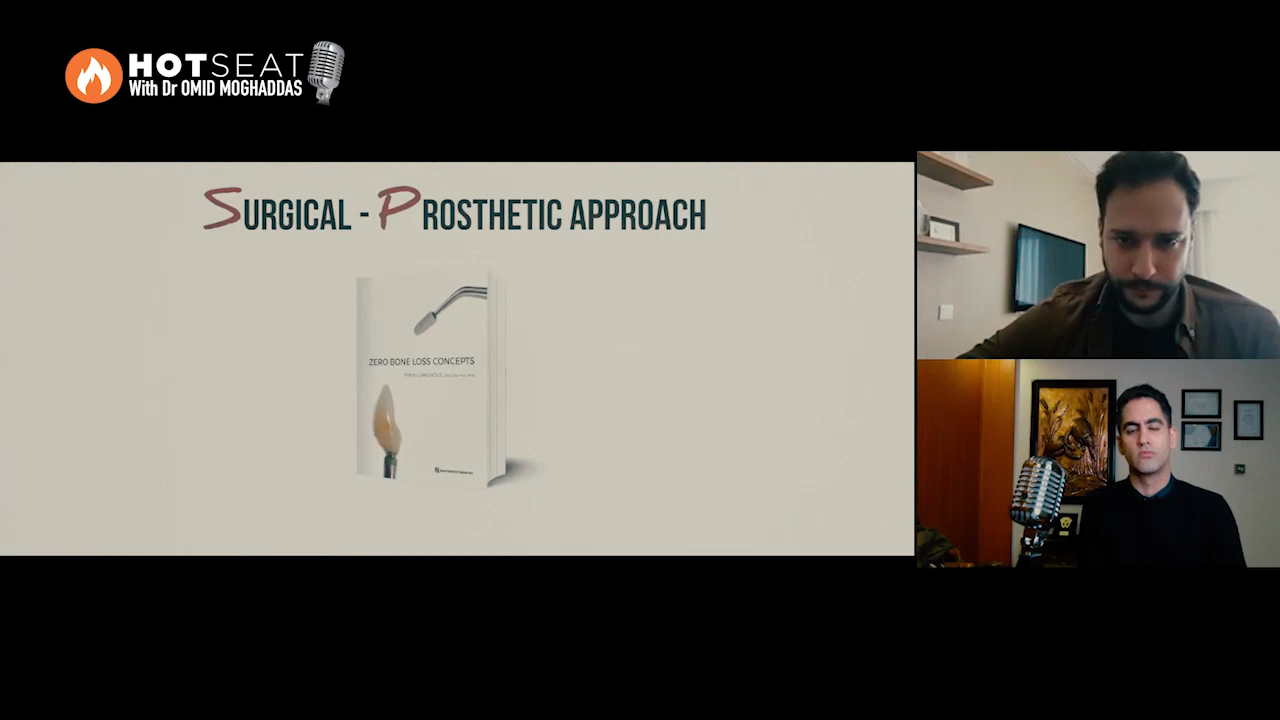 HOTSEAT
With Dr OMID MOGHADDAS
SURGICAL - PROSTHETIC APPROACH
ZERO BONE LOSS CONCEPTS